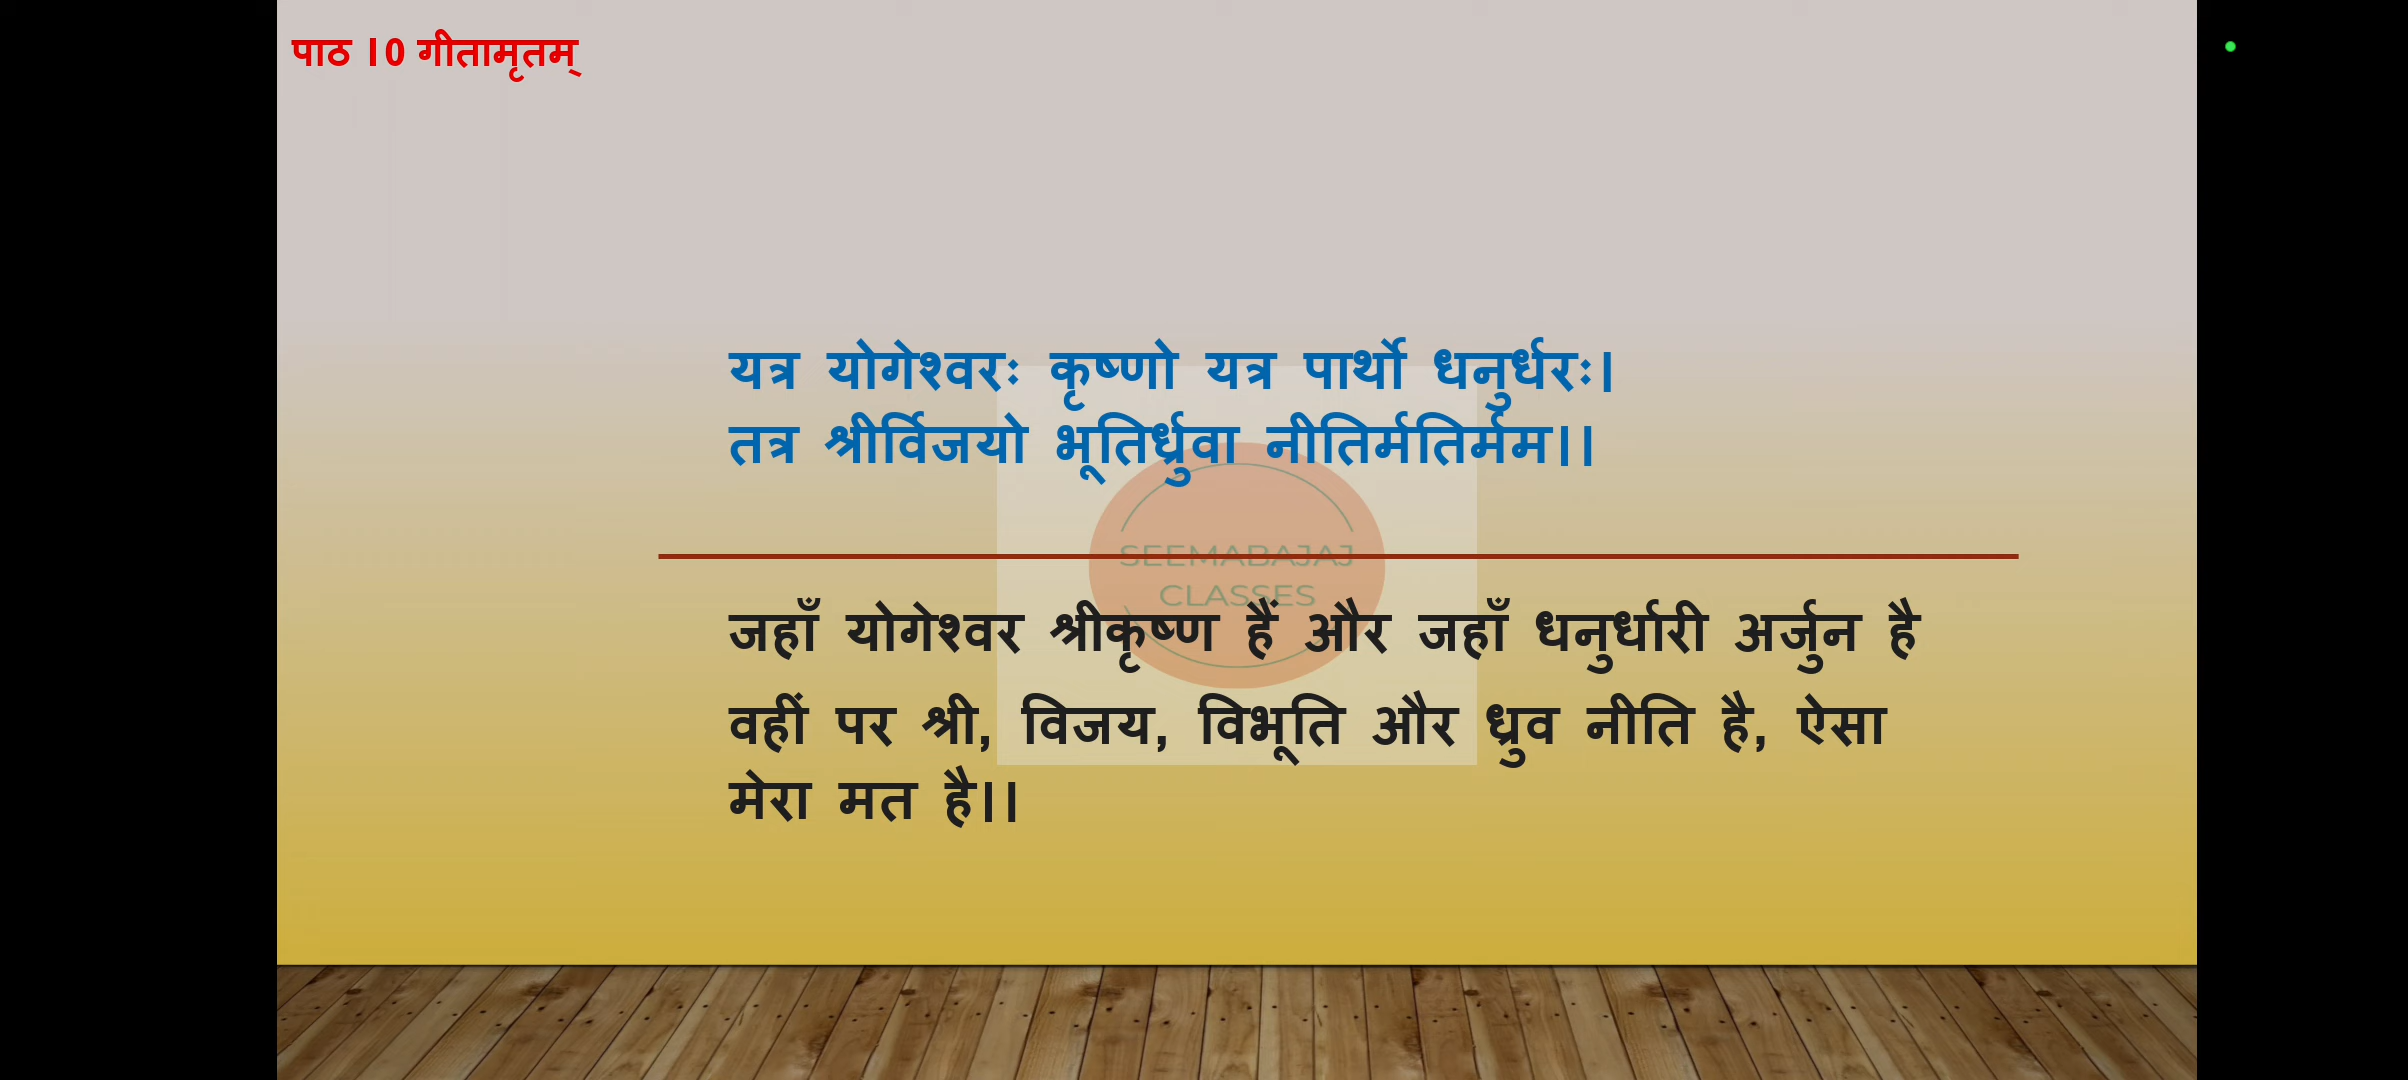 पाठ 10 गीतामृतम्
यत्र योगेश्वरः कृष्णो यत्र पार्थो धनुर्धरः।
तत्र श्रीर्विजयो भूतिर्ध्रुवा नीतिर्मतिर्मम।।
SEEMABAJAJ
CLASSES
जहाँ योगेश्वर श्रीकृष्ण हैं और जहाँ धनुर्धारी अर्जुन है
वहीं पर श्री, विजय, विभूति और ध्रुव नीति है, ऐसा
मेरा मत है।।